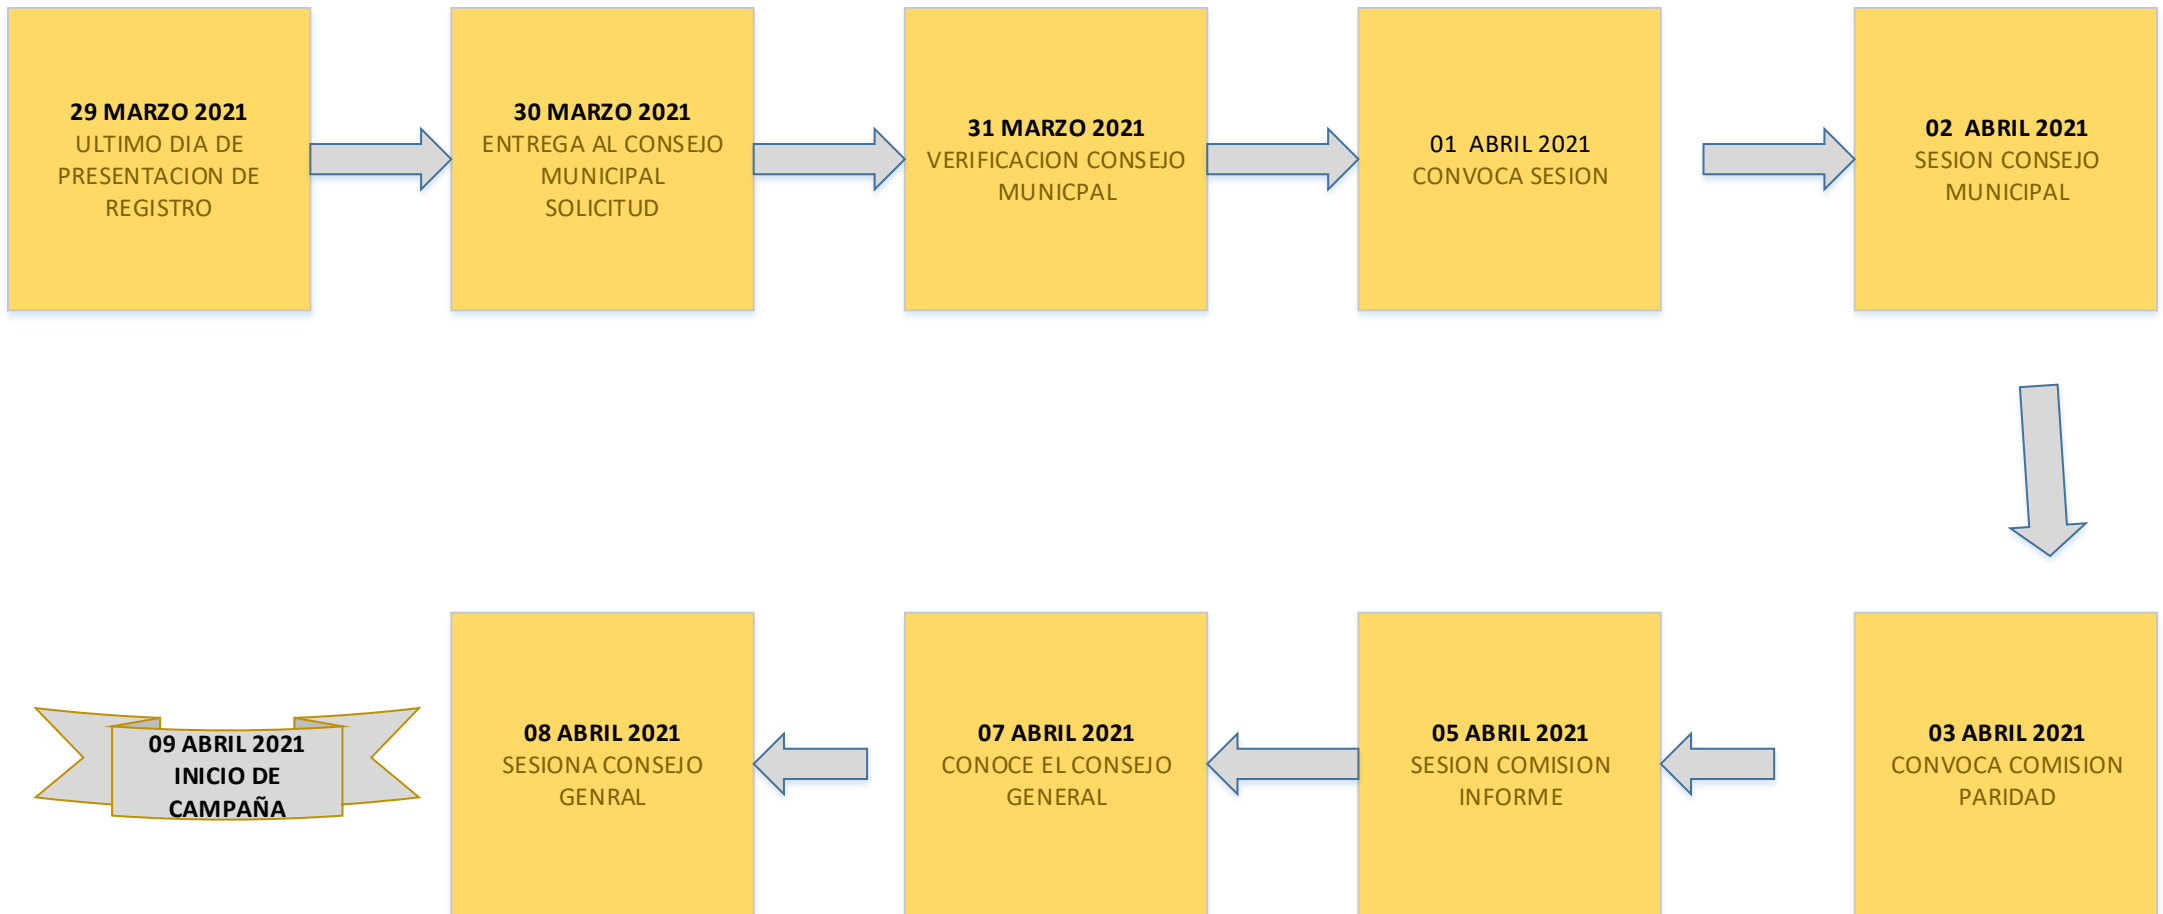 29 MARZO 2021
ULTIMO DIA DE
PRESENTACION DE
REGISTRO
30 MARZO 2021
ENTREGA AL CONSEJO
MUNICIPAL
SOLICITUD
31 MARZO 2021
VERIFICACION CONSEJO
MUNICPAL
01 ABRIL 2021
CONVOCA SESION
02 ABRIL 2021
SESION CONSEJO
MUNICIPAL
03 ABRIL 2021
CONVOCA COMISION
PARIDAD
05 ABRIL 2021
SESION COMISION
INFORME
07 ABRIL 2021
CONOCE EL CONSEJO
GENERAL
08 ABRIL 2021
SESIONA CONSEJO
GENRAL
09 ABRIL 2021
INICIO DE
CAMPAÑA